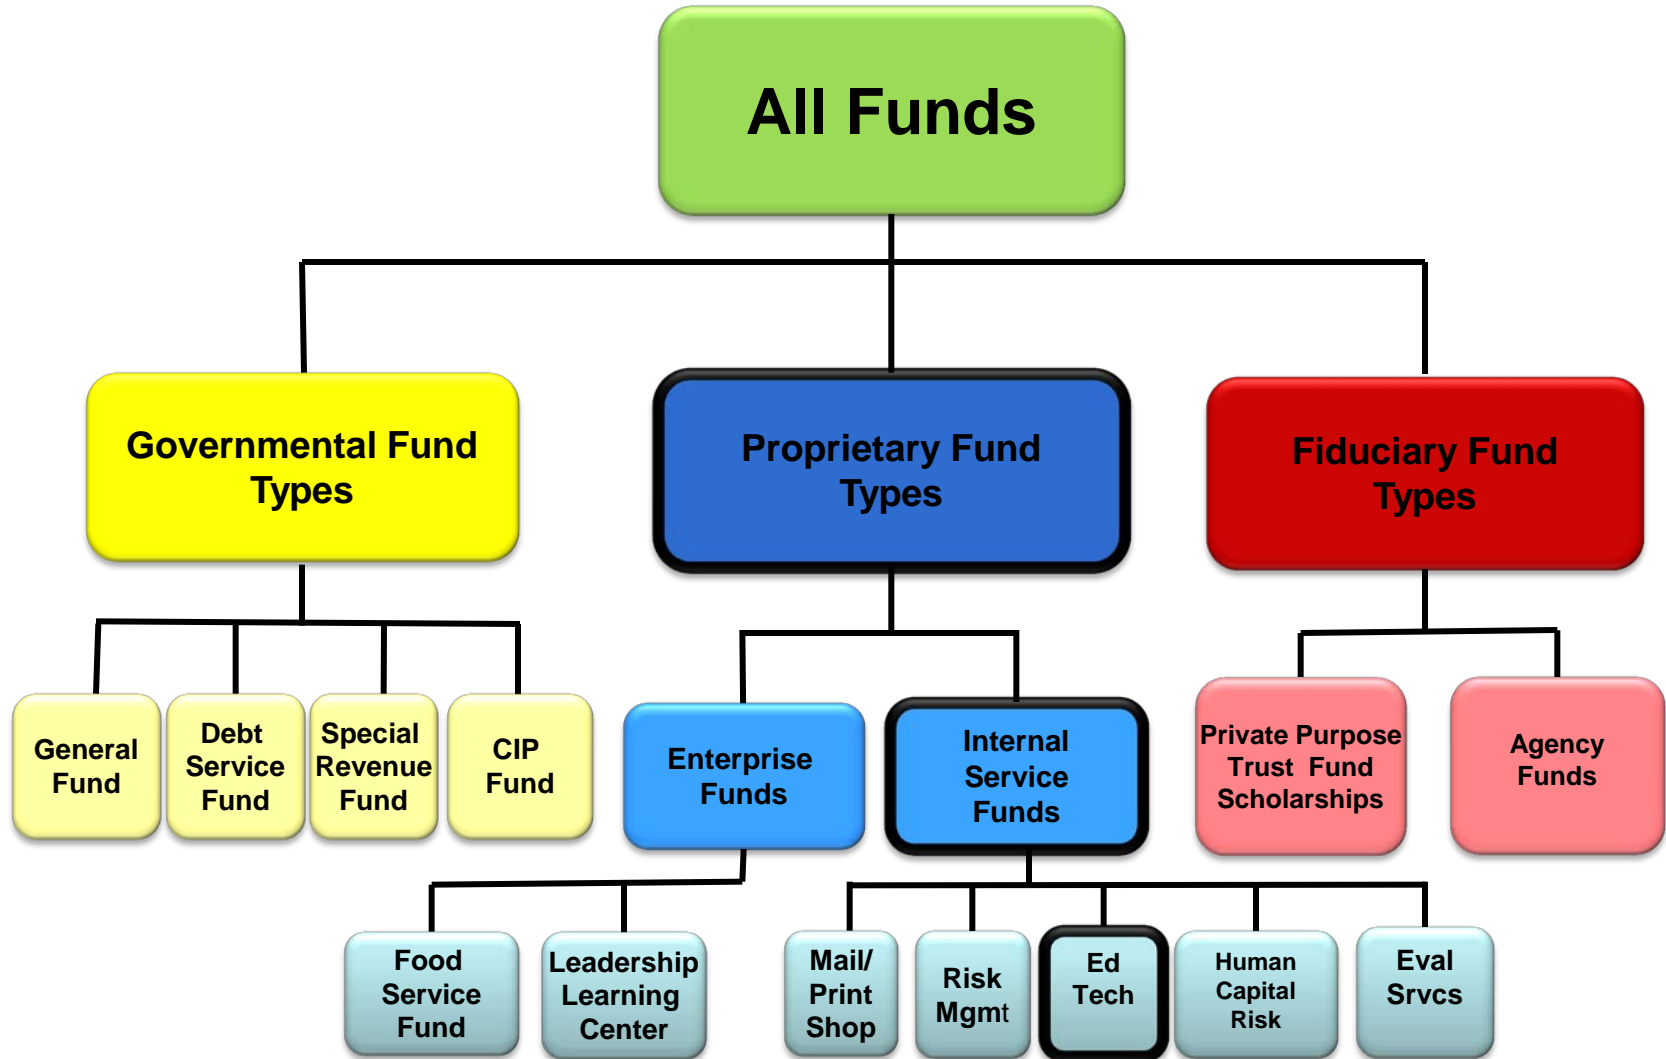 All Funds
Governmental Fund
Types
Proprietary Fund
Types
Fiduciary Fund
Types
General
Fund
Debt
Service
Fund
Special
Revenue
Fund
CIP
Fund
Enterprise
Funds
Internal
Service
Funds
Private Purpose
Trust Fund
Scholarships
Agency
Funds
Food
Service
Fund
Leadership
Learning
Center
Mail/
Print
Shop
Risk
Mgmt
Ed
Tech
Human
Capital
Risk
Eval
Srvcs